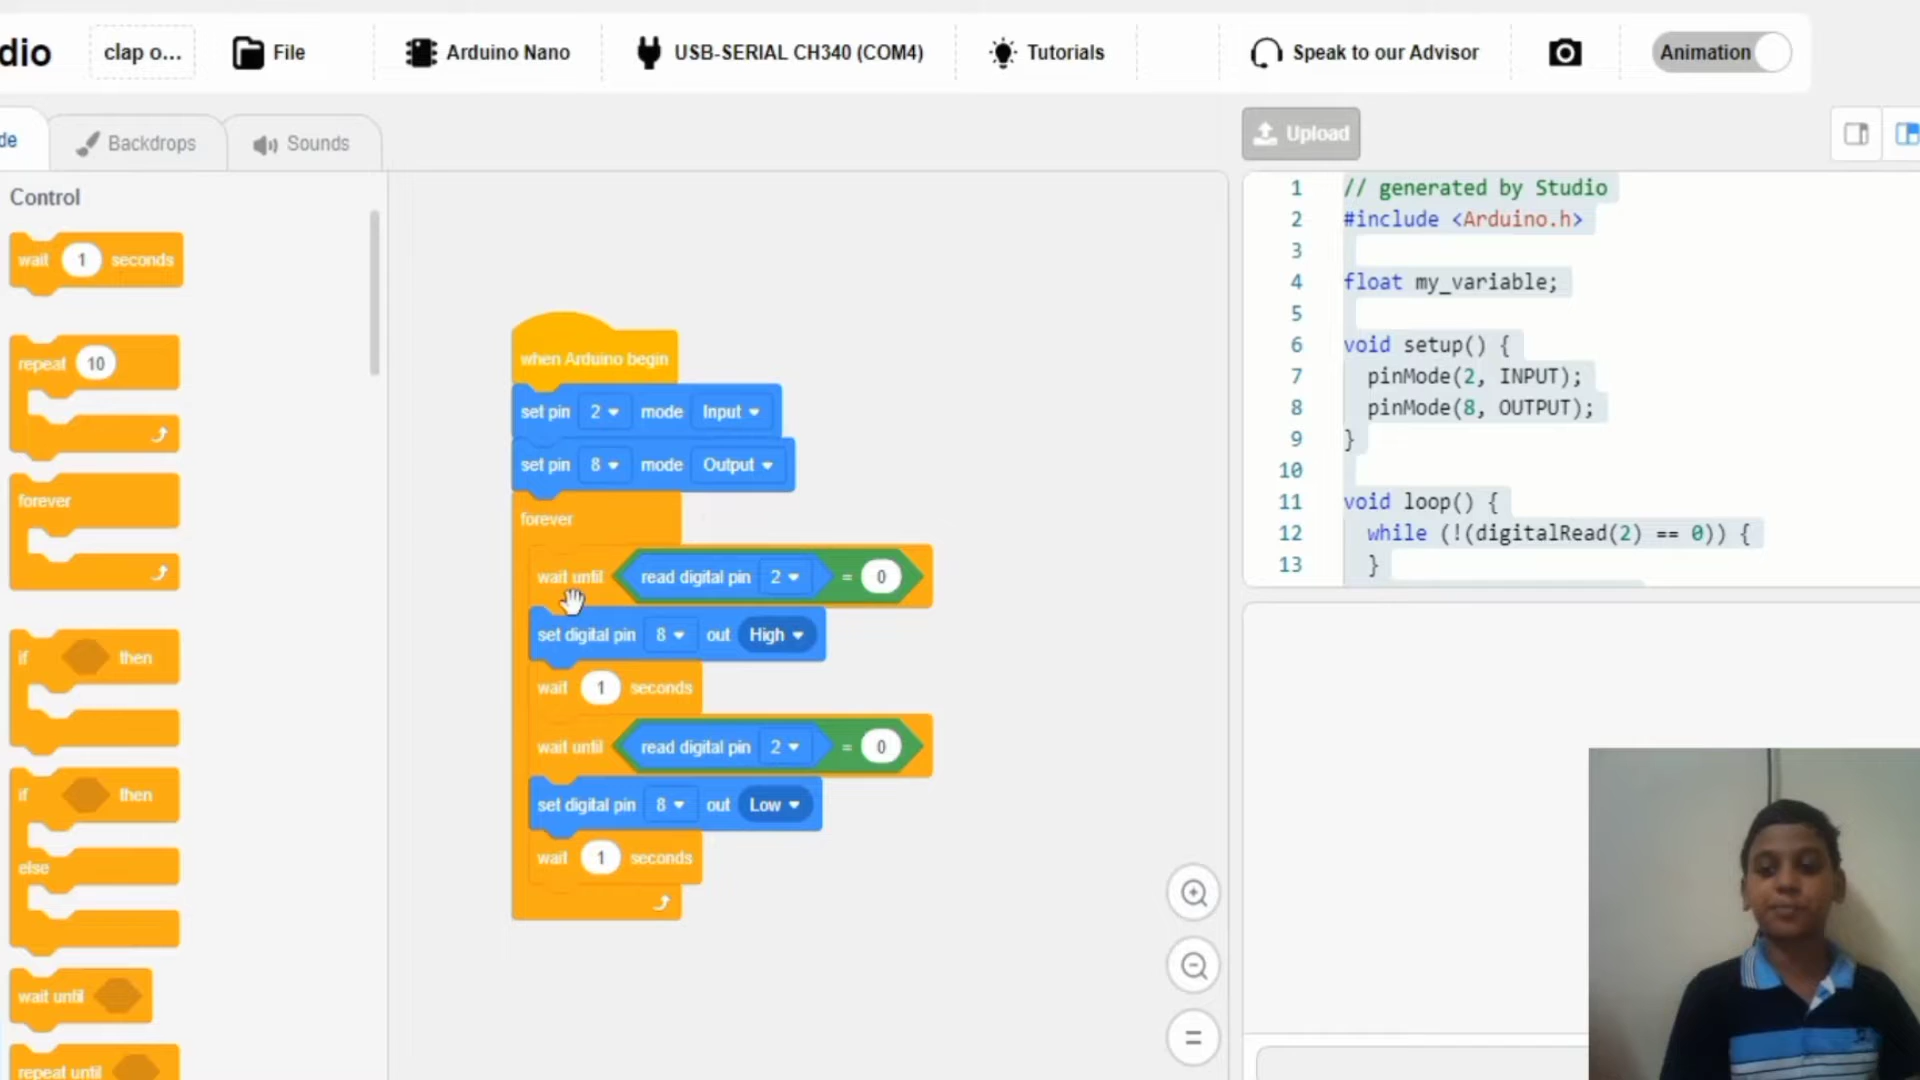 dio
clap o...
File
Arduino Nano
USB-SERIAL CH340 (COM4)
Tutorials
Speak to our Advisor
Animation
de
Backdrops
Sounds
Upload
Control
wait 1 seconds
repeat 10
forever
if then
if then
else
wait until
repeat until
when Arduino begin
set pin 2 mode Input
set pin 8 mode Output
forever
wait until read digital pin 2 = 0
set digital pin 8 out High
wait 1 seconds
wait until read digital pin 2 = 0
set digital pin 8 out Low
wait 1 seconds
1 // generated by Studio
2 #include <Arduino.h>
3
4 float my_variable;
5
6 void setup() {
7 pinMode(2, INPUT);
8 pinMode(8, OUTPUT);
9 }
10
11 void loop() {
12 while (!(digitalRead(2) == 0)) {
13 }